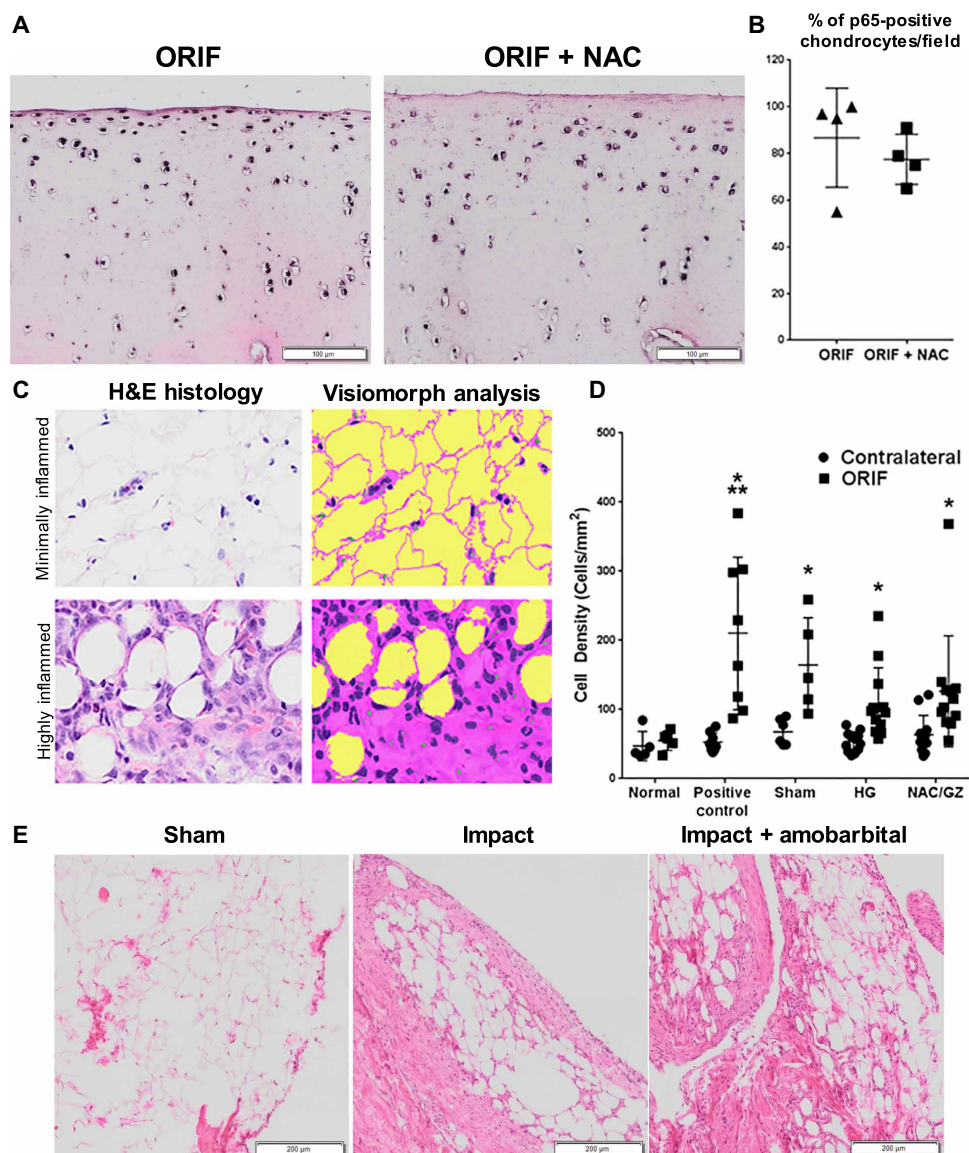 A
ORIF
ORIF + NAC
100 µm
100 µm
B
% of p65-positive
chondrocytes/field
120
100
80
60
40
20
0
ORIF
ORIF + NAC
C
H&E histology
Visiomorph analysis
Minimally inflammed
Highly inflammed
D
500
400
300
200
100
0
Cell Density (Cells/mm²)
Contralateral
ORIF
*
**
*
*
*
Normal
Positive
control
Sham
HG
NAC/GZ
E
Sham
Impact
Impact + amobarbital
200 µm
200 µm
200 µm